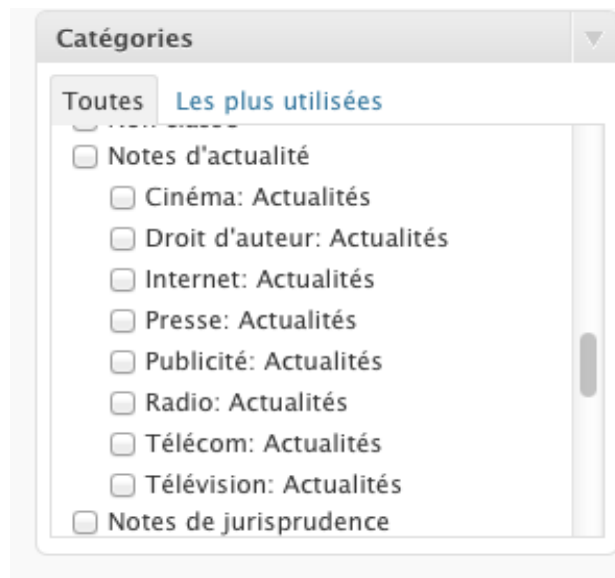 Catégories
Toutes Les plus utilisées
Notes d'actualité
Cinéma: Actualités
Droit d'auteur: Actualités
Internet: Actualités
Presse: Actualités
Publicité: Actualités
Radio: Actualités
Télécom: Actualités
Télévision: Actualités
Notes de jurisprudence